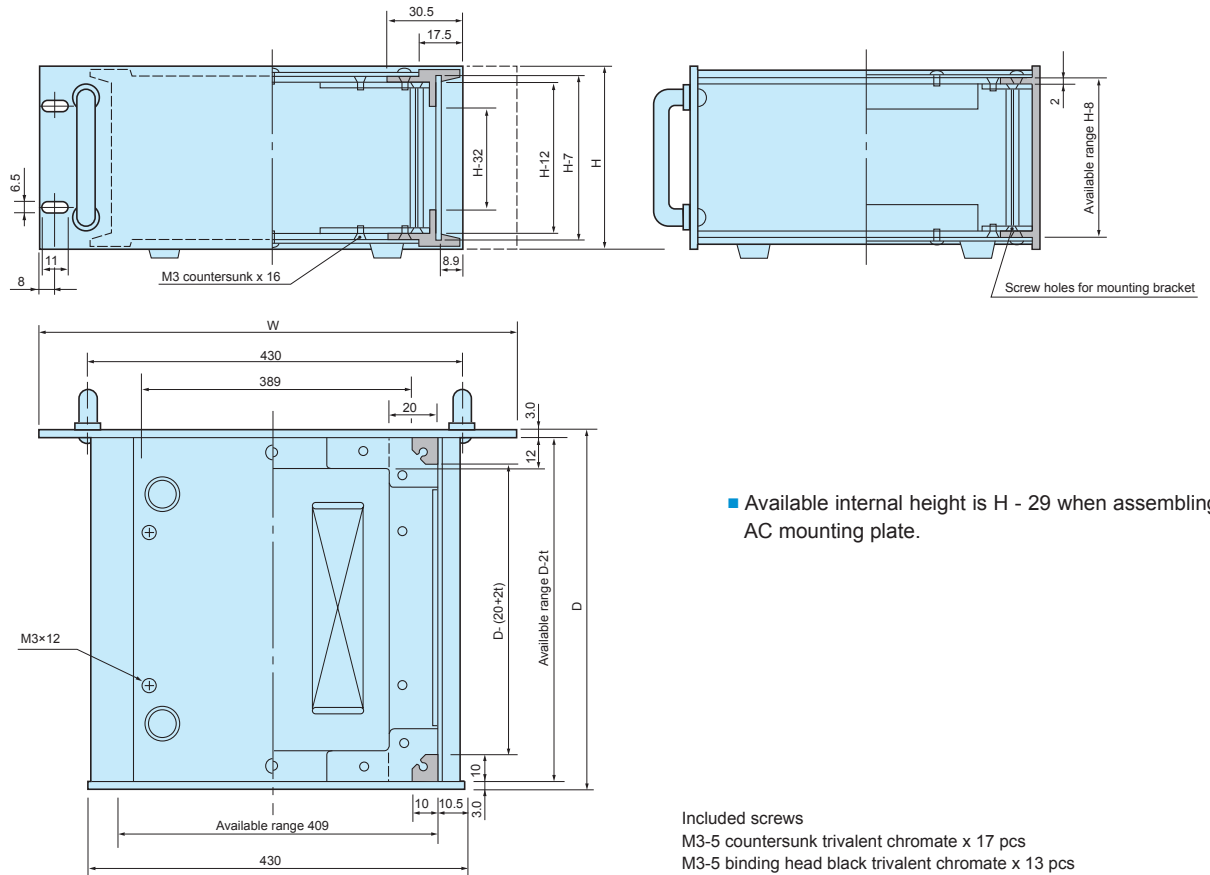 30.5
17.5
6.5
11
8
H-32
H-12
H-7
H
8.9
M3 countersunk x 16
2
Available range H-8
Screw holes for mounting bracket
W
430
389
20
3.0
12
D- (20+2t)
Available range D-2t
D
M3×12
10
3.0
10
10.5
Available range 409
430
■ Available internal height is H - 29 when assembling
AC mounting plate.
Included screws
M3-5 countersunk trivalent chromate x 17 pcs
M3-5 binding head black trivalent chromate x 13 pcs